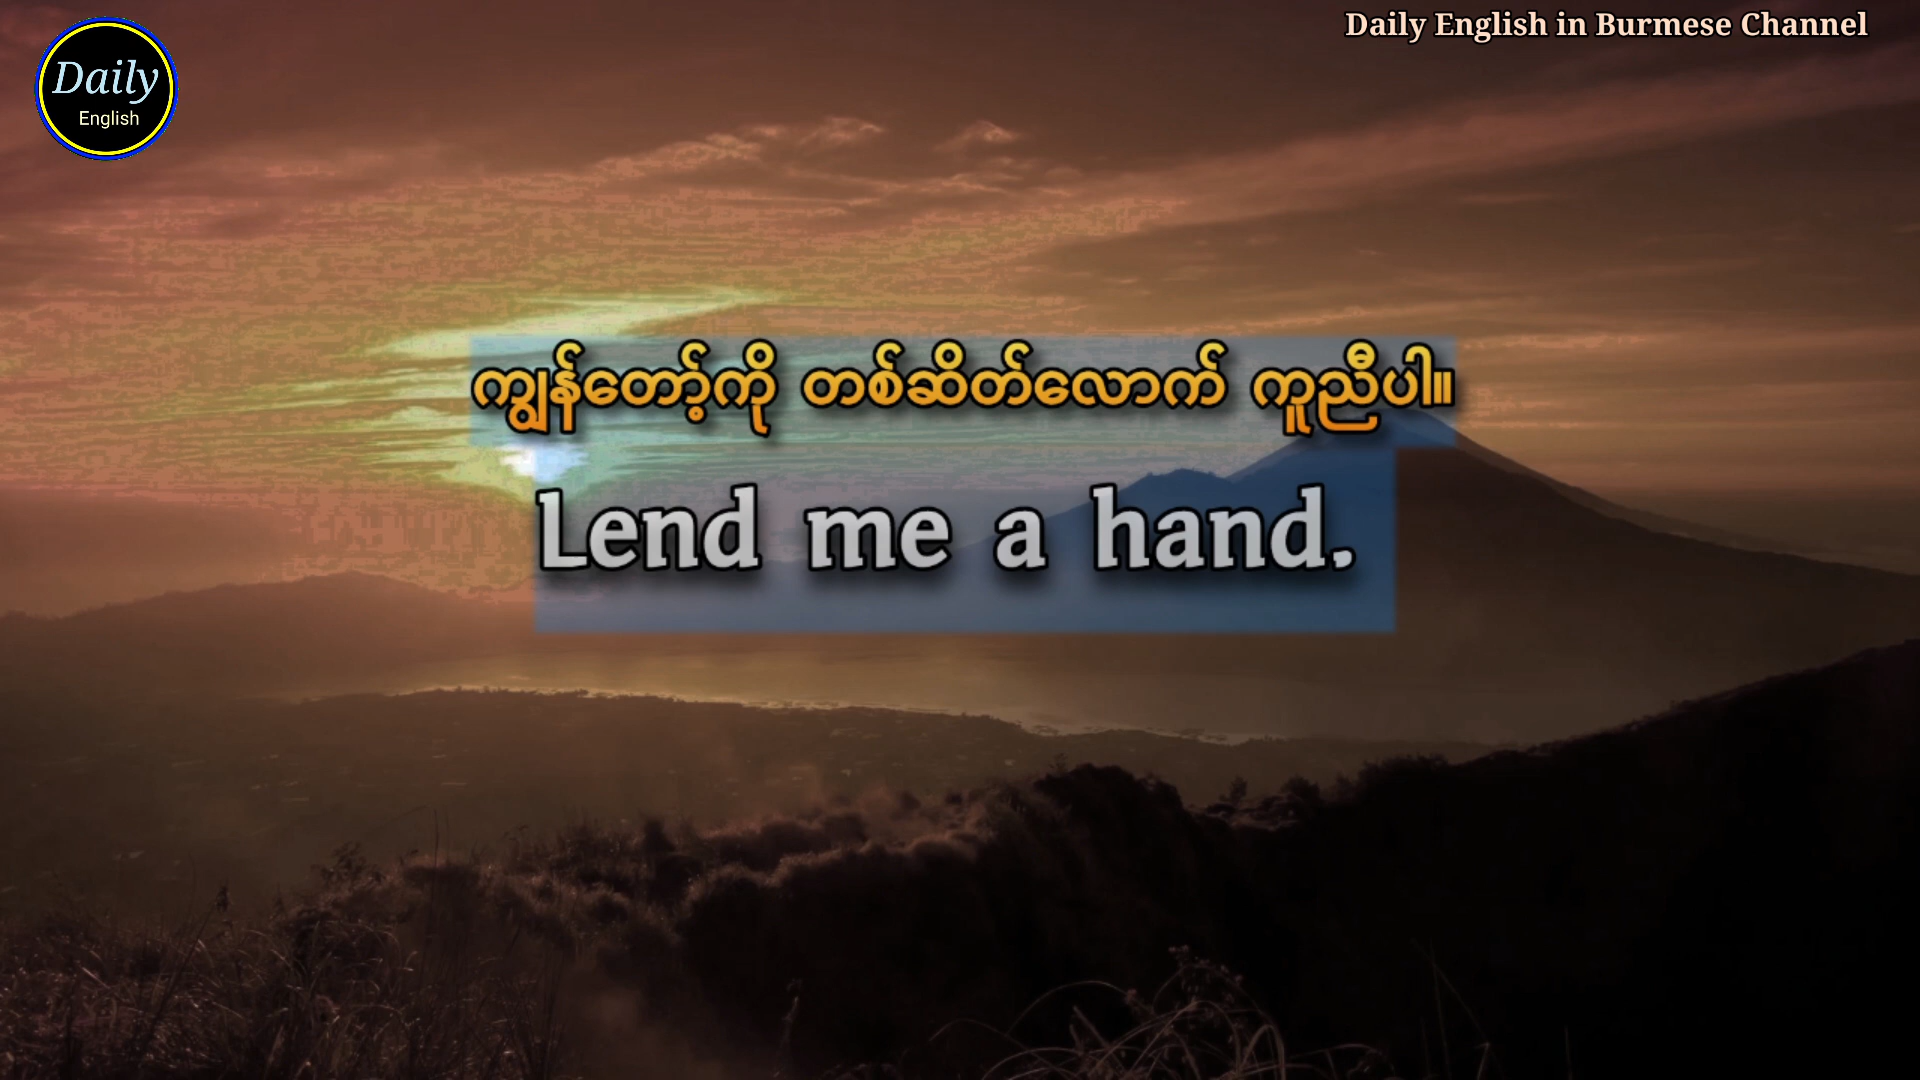 Daily English in Burmese Channel
Daily
English
ကျွန်တော့်ကို တစ်ဆိတ်လောက် ကူညီပါ။
Lend me a hand.